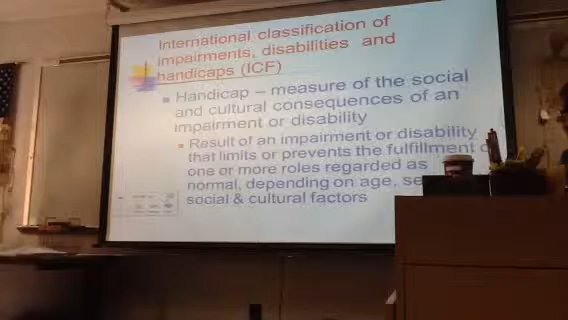 International classification of
impairments, disabilities and
handicaps (ICF)
Handicap – measure of the social
and cultural consequences of an
impairment or disability
Result of an impairment or disability
that limits or prevents the fulfillment
one or more roles regarded as
normal, depending on age,
social & cultural factors